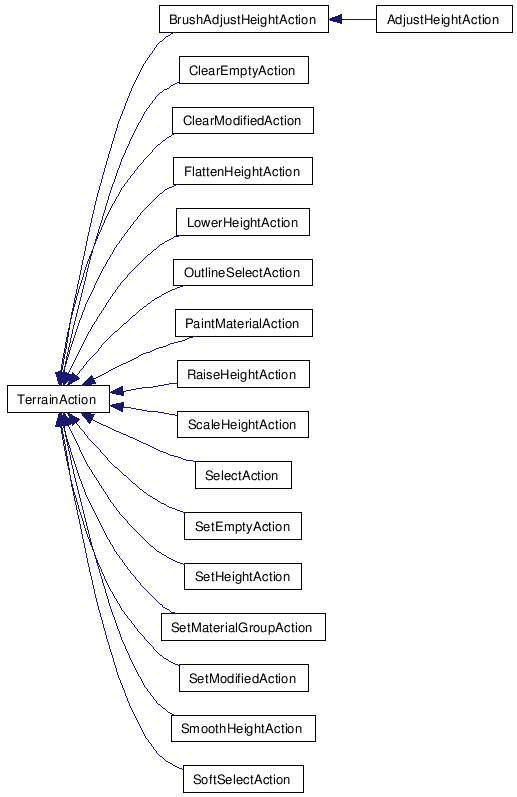 BrushAdjustHeightAction
AdjustHeightAction
ClearEmptyAction
ClearModifiedAction
FlattenHeightAction
LowerHeightAction
OutlineSelectAction
PaintMaterialAction
RaiseHeightAction
TerrainAction
ScaleHeightAction
SelectAction
SetEmptyAction
SetHeightAction
SetMaterialGroupAction
SetModifiedAction
SmoothHeightAction
SoftSelectAction